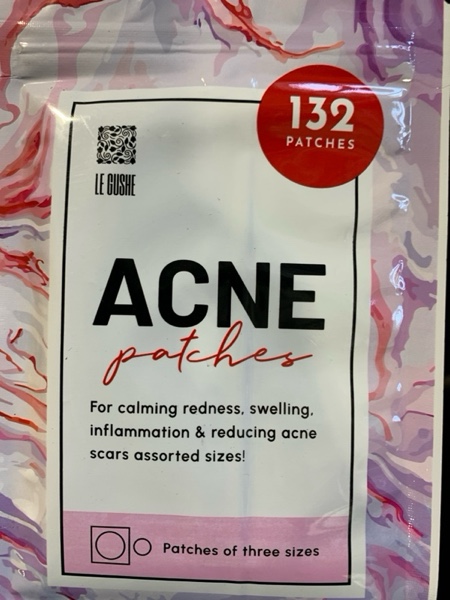 132
PATCHES
LE GUSHE
ACNE
patches
For calming redness, swelling,
inflammation & reducing acne
scars assorted sizes!
Patches of three sizes